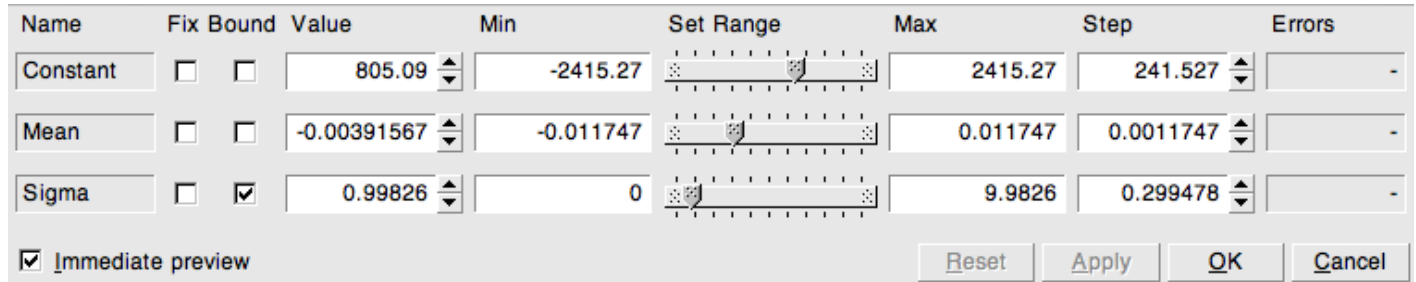 Name Fix Bound Value Min Set Range Max Step Errors
Constant 805.09 -2415.27 2415.27 241.527 -
Mean -0.00391567 -0.011747 0.011747 0.0011747 -
Sigma 0.99826 0 9.9826 0.299478 -
Immediate preview Reset Apply OK Cancel